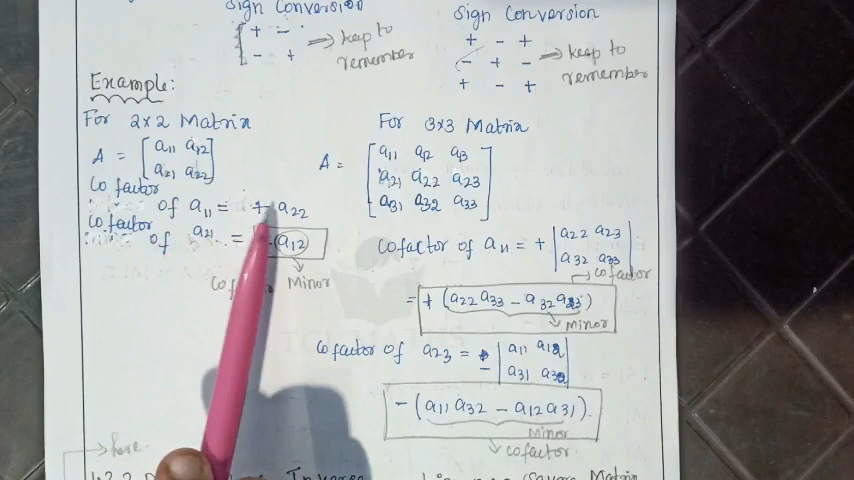 Sign Conversion
+ -
- +
⇒ keep to
remember
Sign Conversion
+ - +
- + -
+ - +
⇒ keep to
remember
Example:
For 2x2 Matrix
A = [a11 a12
a21 a22]
Cofactor
of a11 = + a22
Cofactor
of a21 = -(a12)
Minor
For 3x3 Matrix
A = [a11 a12 a13
a21 a22 a23
a31 a32 a33]
Cofactor of a11 = + |a22 a23
a32 a33|
→ Cofactor
= + (a22 a33 - a32 a23)
→ Minor
Cofactor of a23 = - |a11 a12
a31 a32|
- (a11 a32 - a12 a31).
Minor
→ Cofactor
→ here